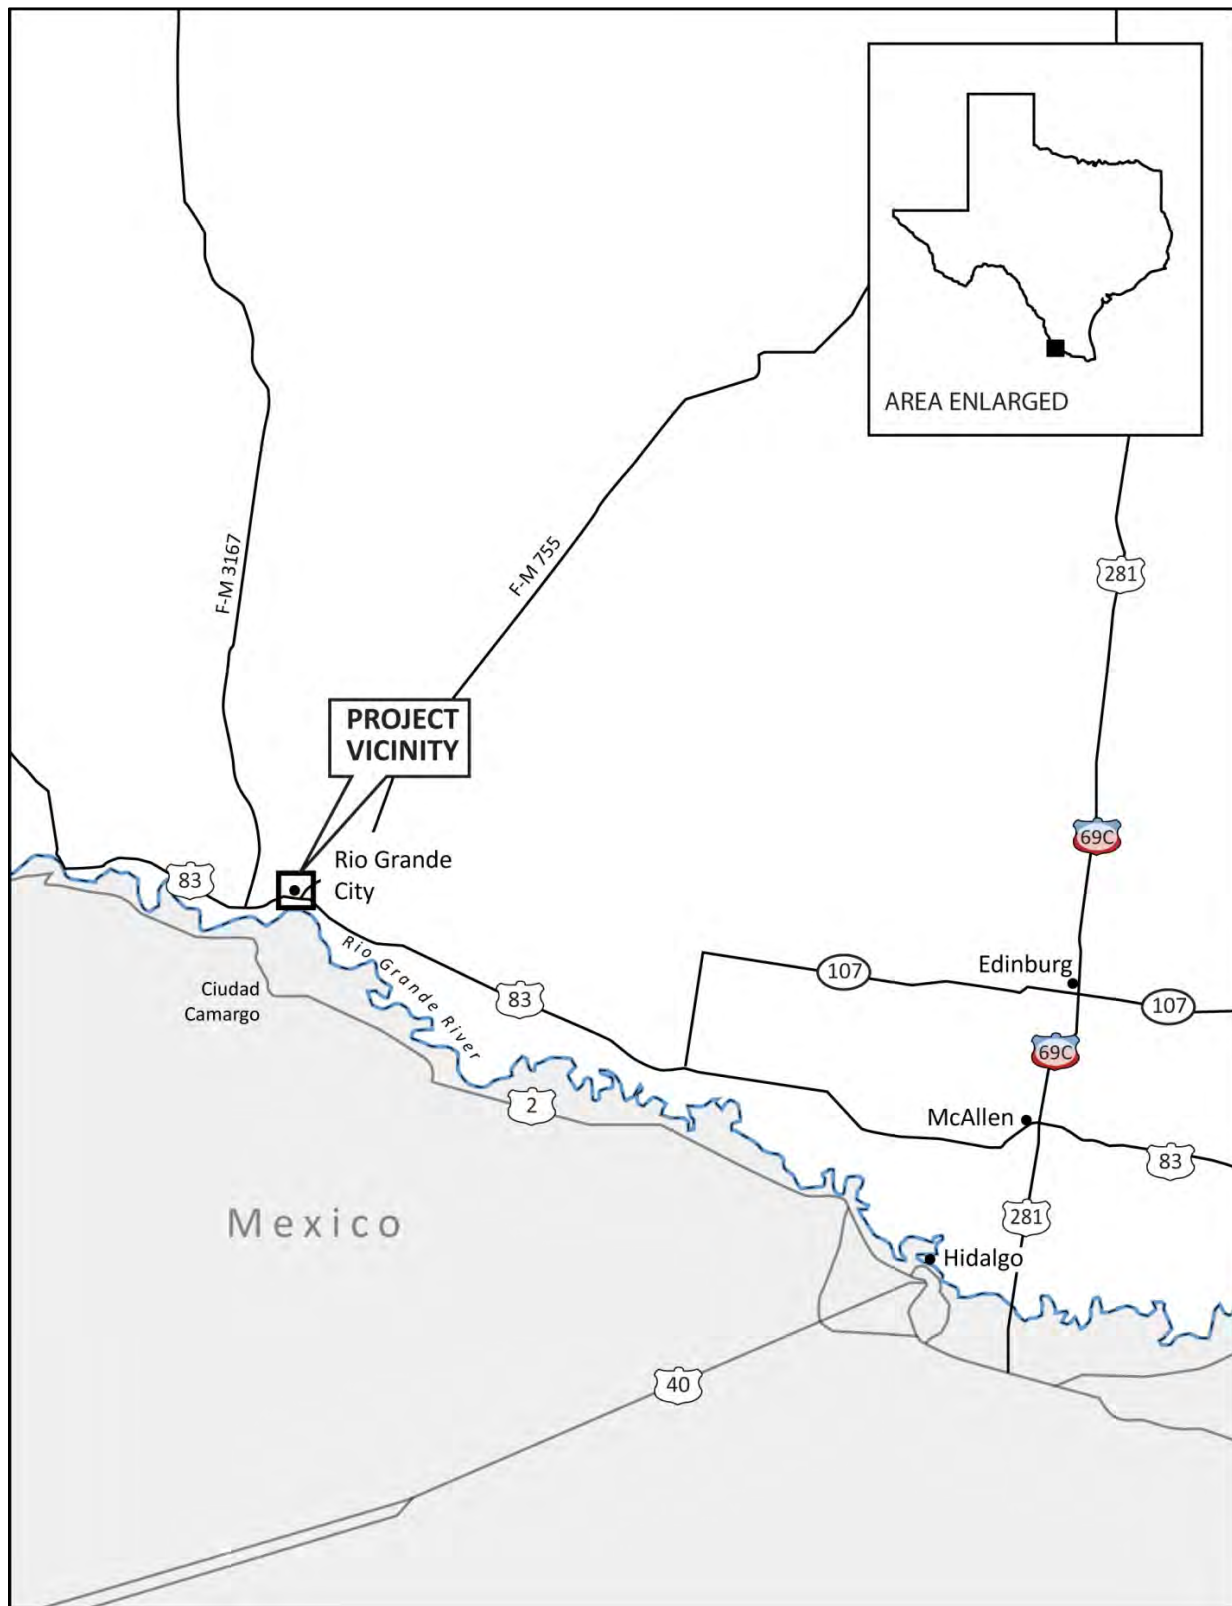 AREA ENLARGED
F-M 3167
F-M 755
281
PROJECT
VICINITY
69C
Rio Grande
City
83
Rio Grande River
Edinburg
107
107
Ciudad
Camargo
83
69C
2
McAllen
83
Mexico
281
Hidalgo
40